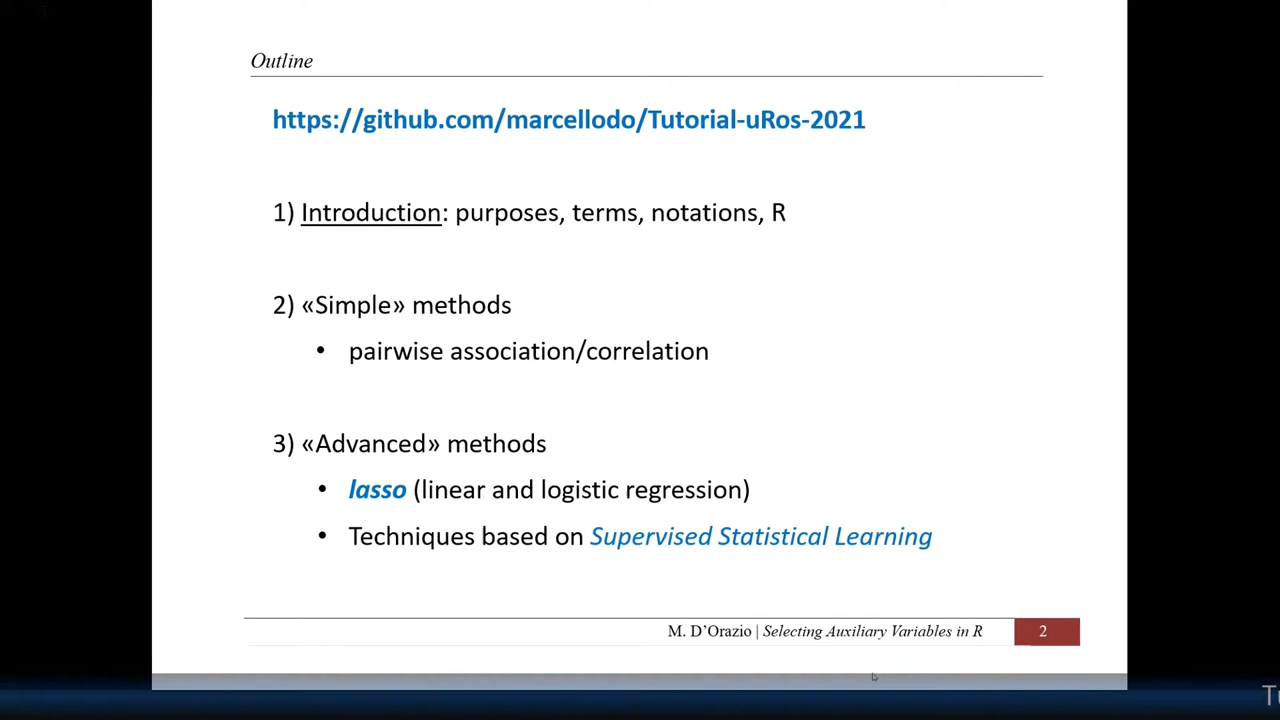 Outline
https://github.com/marcellodo/Tutorial-uRos-2021
1) Introduction: purposes, terms, notations, R
2) «Simple» methods
• pairwise association/correlation
3) «Advanced» methods
• lasso (linear and logistic regression)
• Techniques based on Supervised Statistical Learning
M. D'Orazio | Selecting Auxiliary Variables in R 2